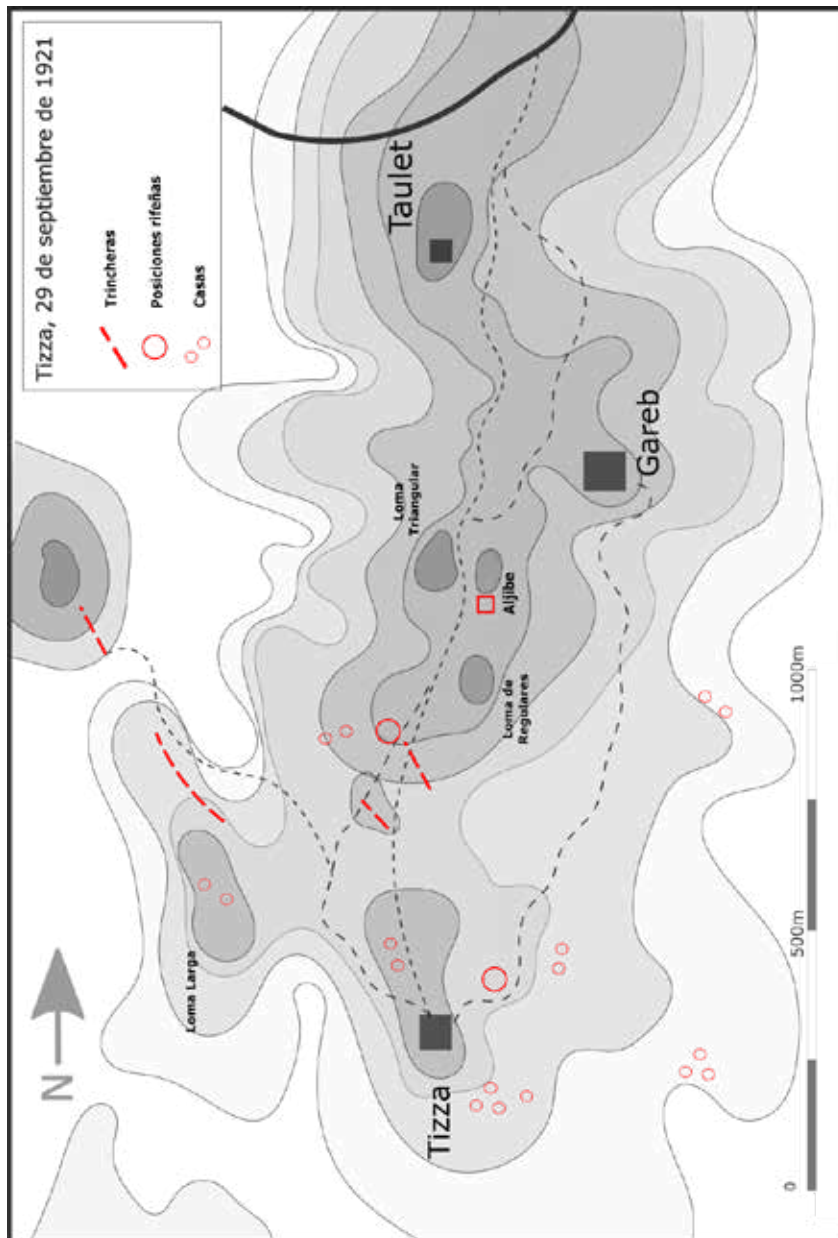 Tizza, 29 de septiembre de 1921
Trincheras
Posiciones rifeñas
Casas
Taulet
Gareb
Loma
Triangular
Aljibe
Loma de
Regulares
Loma Larga
Tizza
N
0
500m
1000m